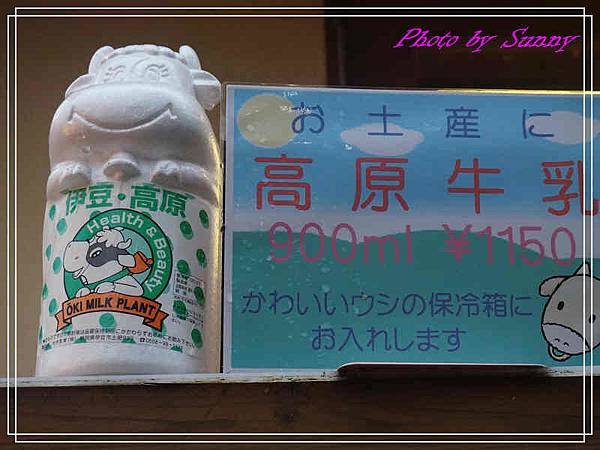 Photo by Sunny
お土産に
高原牛乳
900ml ¥1150
かわいいウシの保冷箱に
お入れします
伊豆・高原
Health & Beauty
ŌKI MILK PLANT